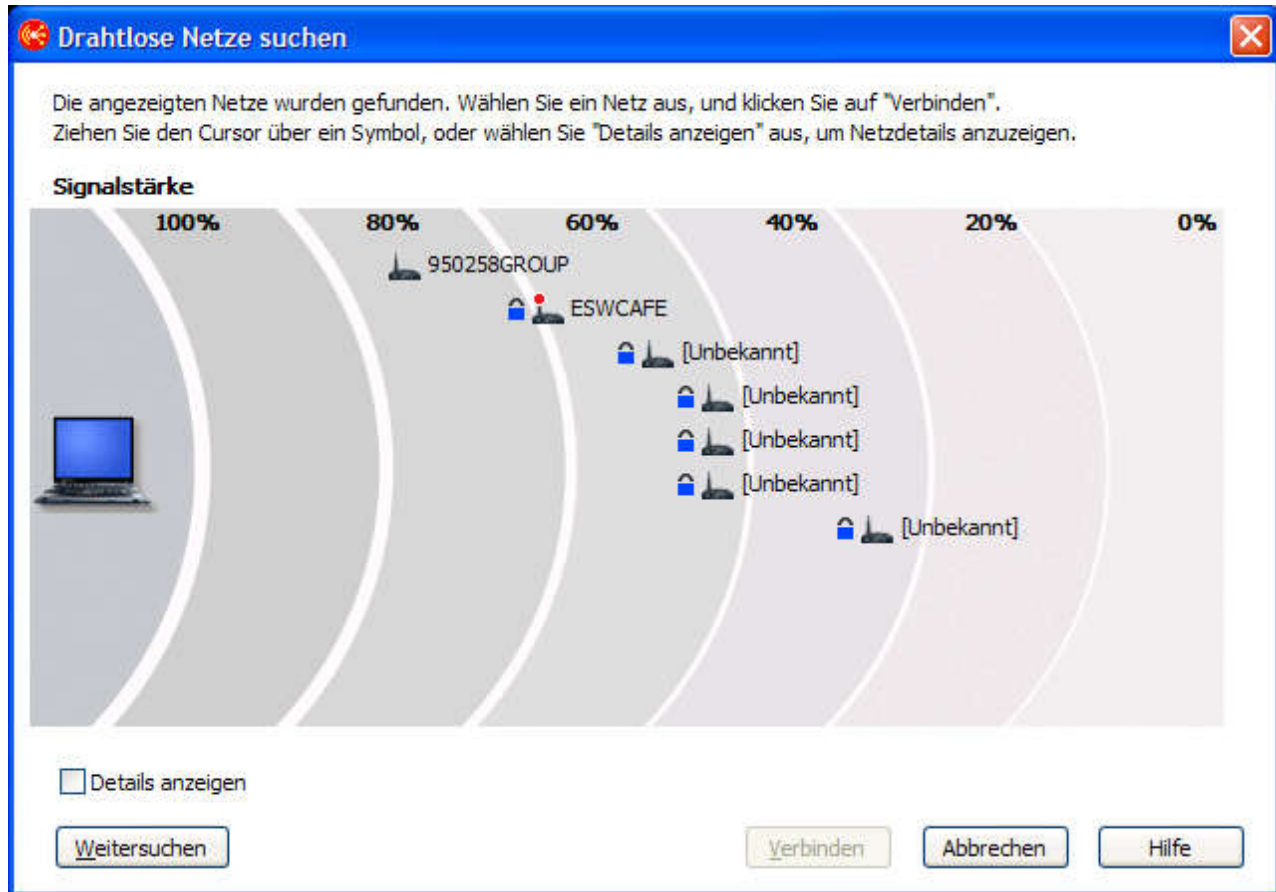 Drahtlose Netze suchen
Die angezeigten Netze wurden gefunden. Wählen Sie ein Netz aus, und klicken Sie auf "Verbinden".
Ziehen Sie den Cursor über ein Symbol, oder wählen Sie "Details anzeigen" aus, um Netzdetails anzuzeigen.
Signalstärke
100% 80% 60% 40% 20% 0%
950258GROUP
ESWCAFE
[Unbekannt]
[Unbekannt]
[Unbekannt]
[Unbekannt]
[Unbekannt]
Details anzeigen
Weitersuchen Verbinden Abbrechen Hilfe